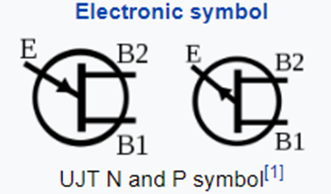 Electronic symbol
E B2 E B2
B1 B1
UJT N and P symbol[1]